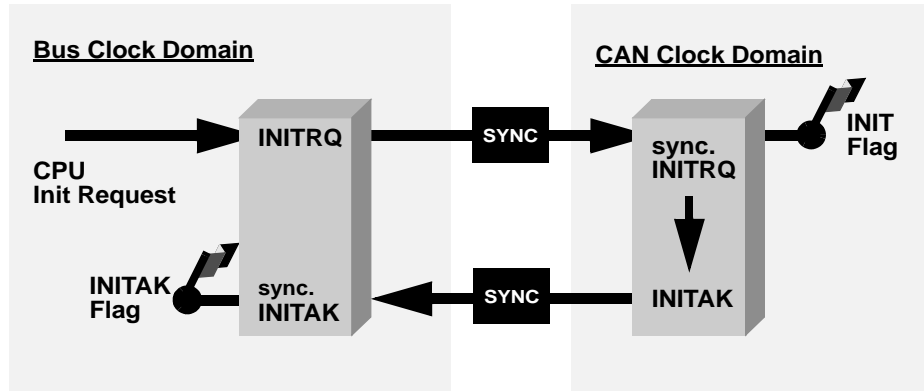 Bus Clock Domain
CAN Clock Domain
CPU
Init Request
INITRQ
SYNC
sync.
INITRQ
INIT
Flag
INITAK
Flag
sync.
INITAK
SYNC
INITAK